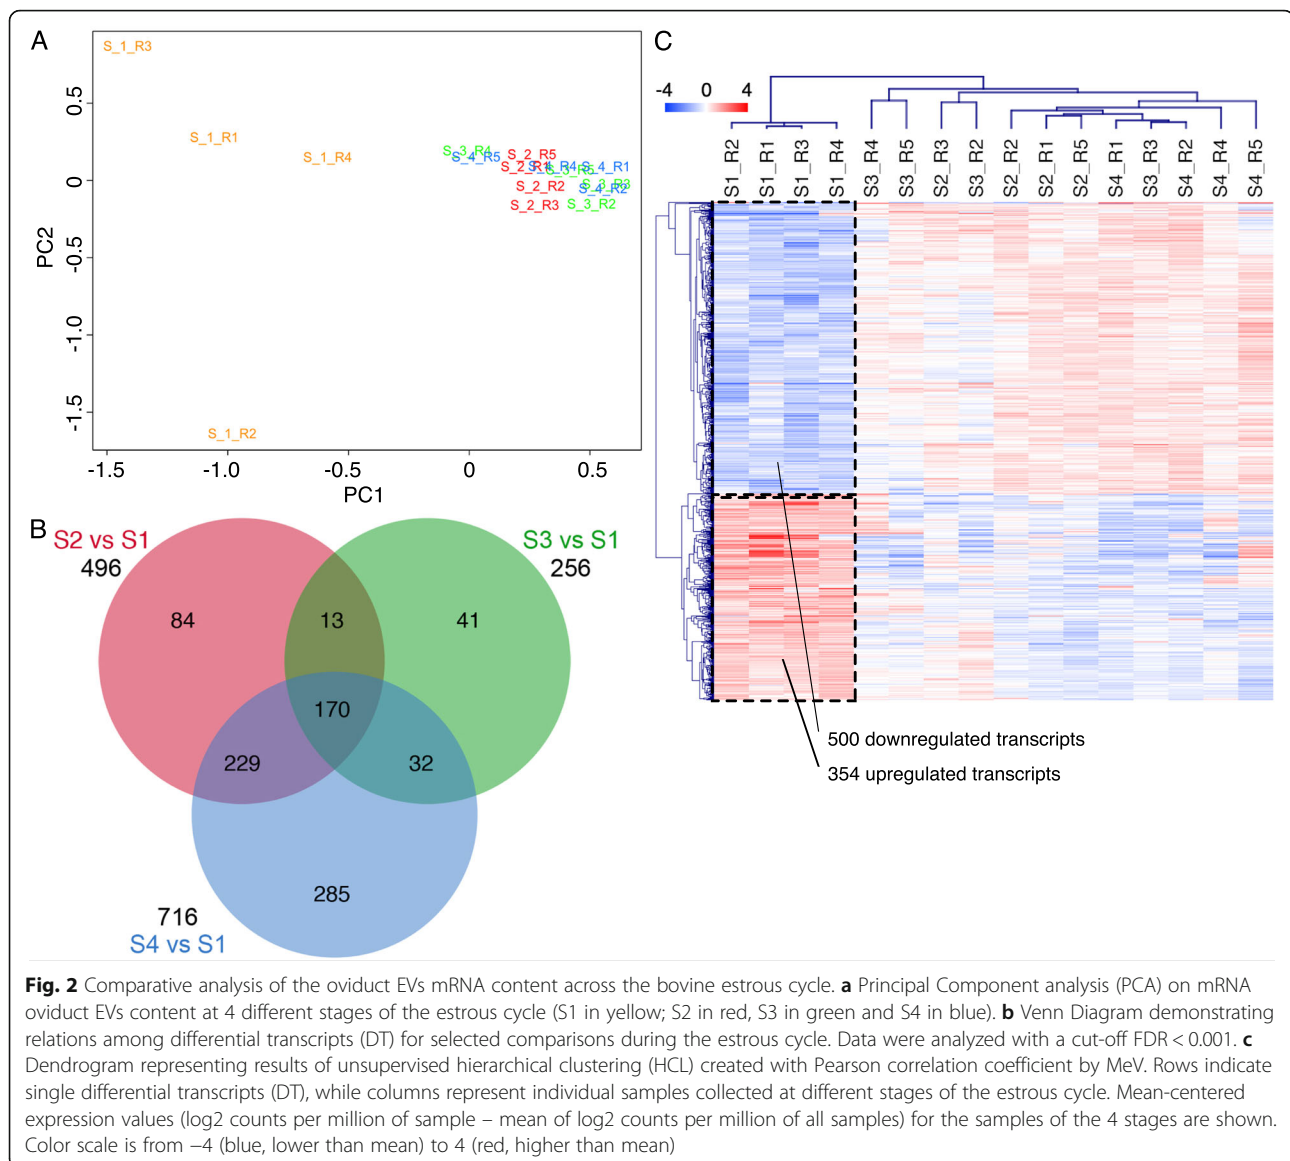 A
S_1_R3
S_1_R1
S_1_R4
S_3_R4
S_4_R5
S_2_R5
S_2_R1
S_4_R4
S_4_R1
S_3_R5
S_2_R2
S_3_R3
S_4_R2
S_2_R3
S_3_R2
S_1_R2
0.5
0
-0.5
-1.0
-1.5
PC2
-1.5
-1.0
-0.5
0
0.5
PC1
B
S2 vs S1
496
S3 vs S1
256
84
13
41
170
229
32
285
716
S4 vs S1
C
-4 0 4
S1_R2
S1_R1
S1_R3
S1_R4
S3_R4
S3_R5
S2_R3
S3_R2
S2_R2
S2_R1
S2_R5
S4_R1
S3_R3
S4_R2
S4_R4
S4_R5
500 downregulated transcripts
354 upregulated transcripts
Fig. 2 Comparative analysis of the oviduct EVs mRNA content across the bovine estrous cycle. a Principal Component analysis (PCA) on mRNA
oviduct EVs content at 4 different stages of the estrous cycle (S1 in yellow; S2 in red, S3 in green and S4 in blue). b Venn Diagram demonstrating
relations among differential transcripts (DT) for selected comparisons during the estrous cycle. Data were analyzed with a cut-off FDR < 0.001. c
Dendrogram representing results of unsupervised hierarchical clustering (HCL) created with Pearson correlation coefficient by MeV. Rows indicate
single differential transcripts (DT), while columns represent individual samples collected at different stages of the estrous cycle. Mean-centered
expression values (log2 counts per million of sample – mean of log2 counts per million of all samples) for the samples of the 4 stages are shown.
Color scale is from −4 (blue, lower than mean) to 4 (red, higher than mean)